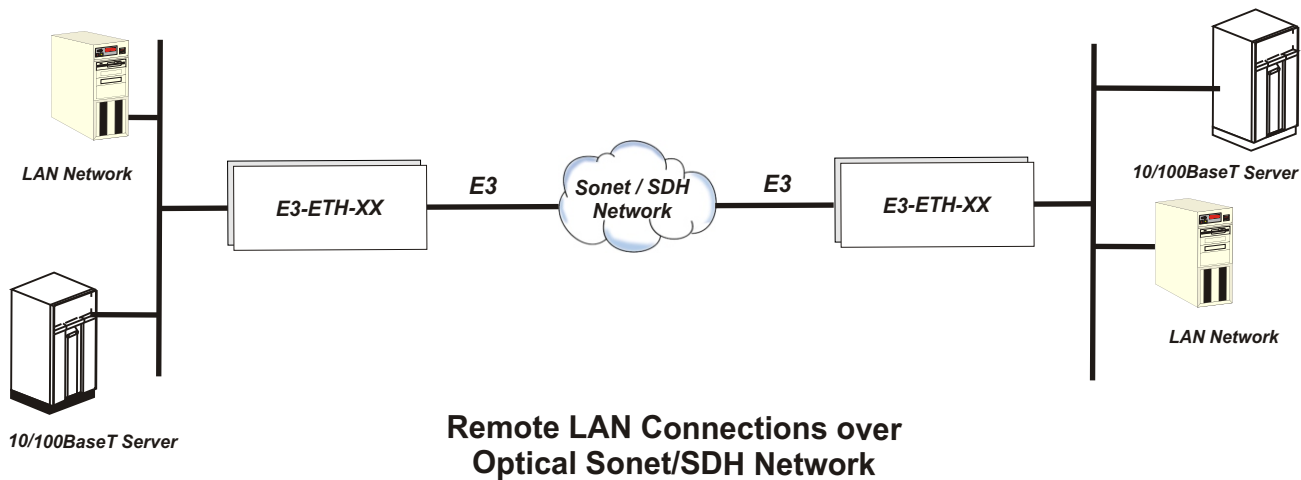 LAN Network
10/100BaseT Server
E3-ETH-XX
E3
Sonet / SDH
Network
E3
E3-ETH-XX
10/100BaseT Server
LAN Network
Remote LAN Connections over
Optical Sonet/SDH Network